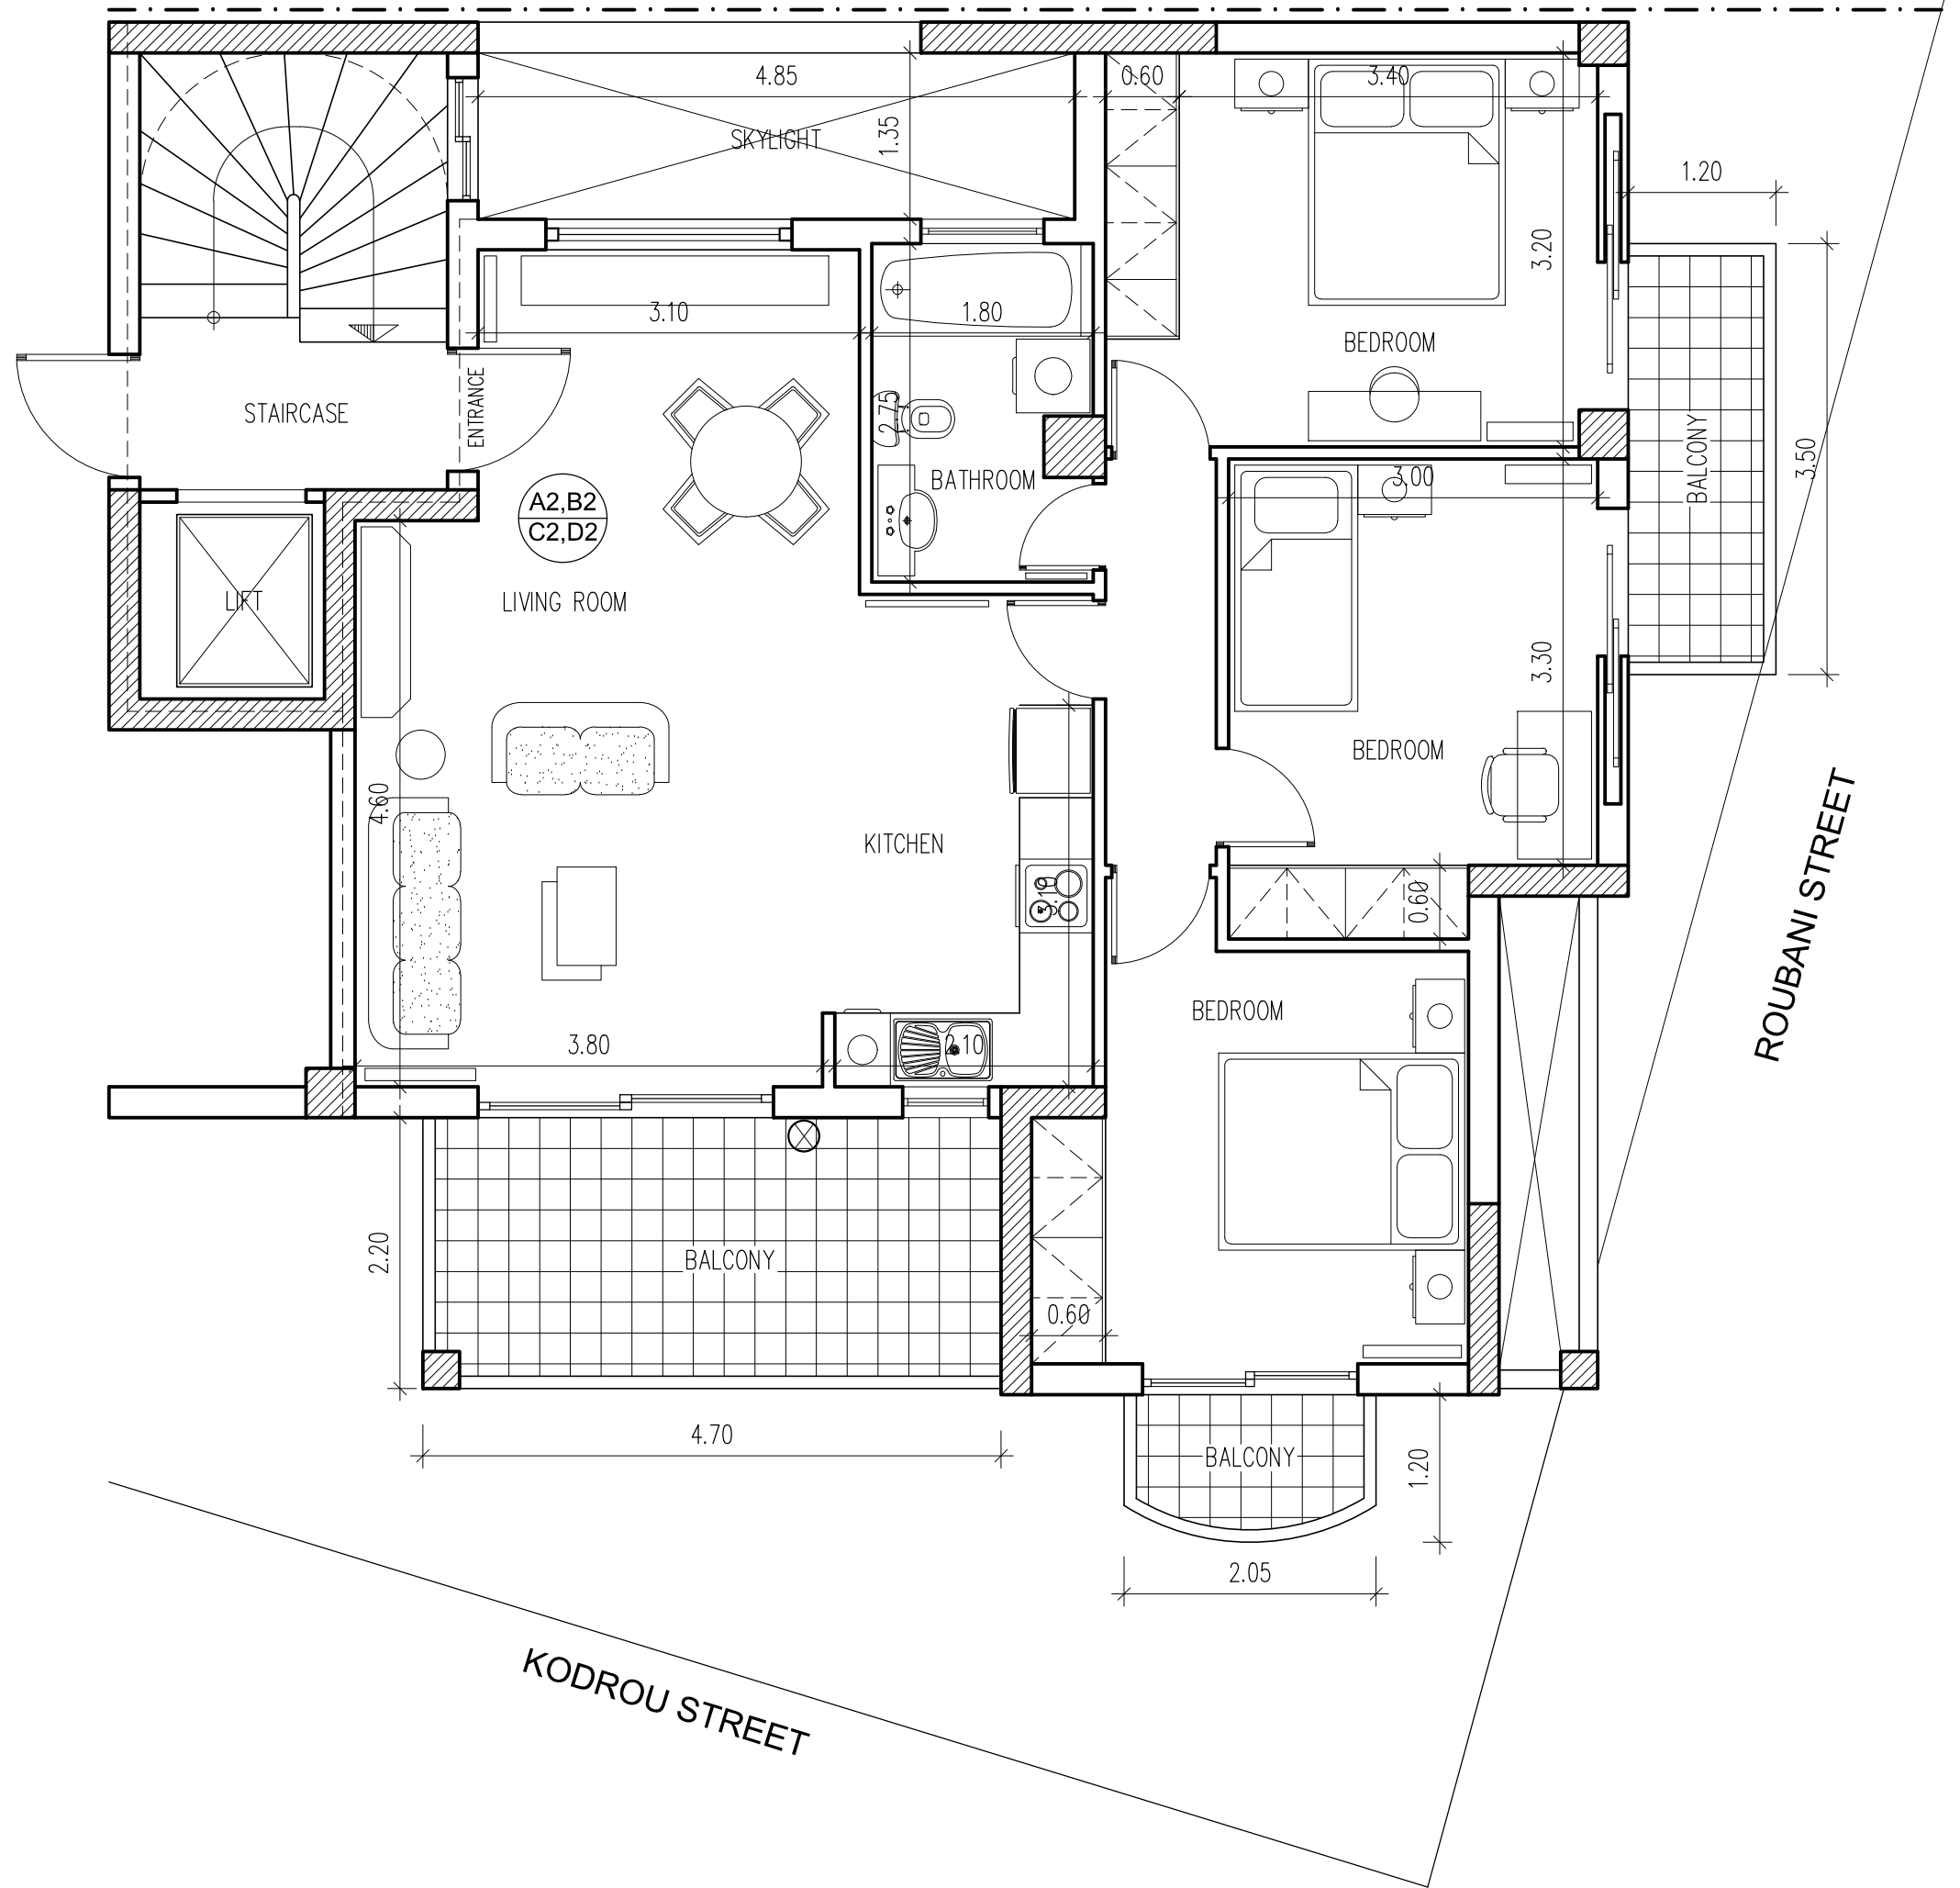 4.85
0.60
3.40
SKYLIGHT
1.35
1.20
3.20
3.10
1.80
BEDROOM
STAIRCASE
ENTRANCE
2.75
BATHROOM
3.00
BALCONY
3.50
A2,B2
C2,D2
LIFT
LIVING ROOM
3.30
BEDROOM
4.60
KITCHEN
3.10
0.60
ROUBANI STREET
BEDROOM
3.80
2.10
2.20
BALCONY
0.60
4.70
BALCONY
1.20
2.05
KODROU STREET